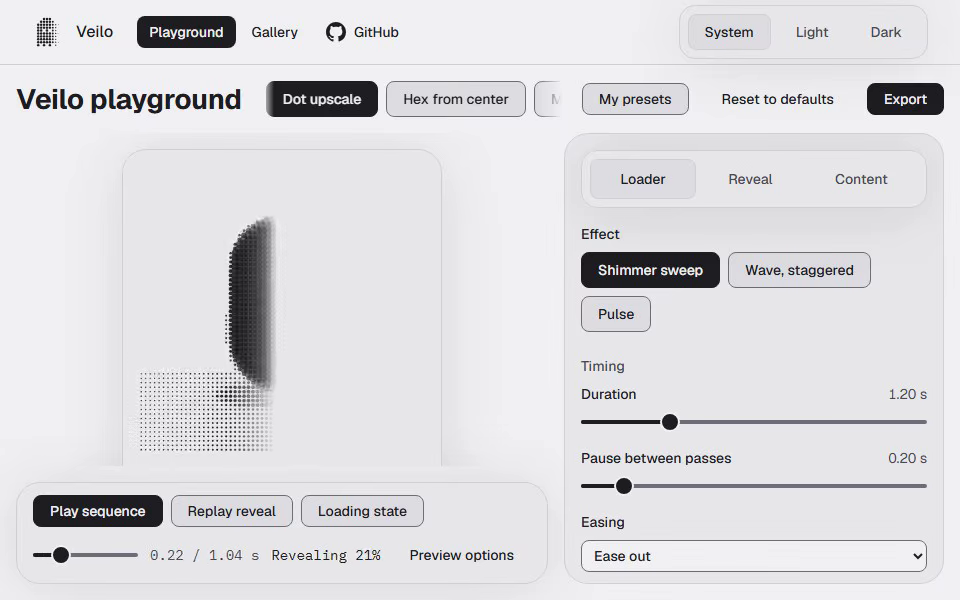 Veilo Playground Gallery GitHub System Light Dark
Veilo playground Dot upscale Hex from center My presets Reset to defaults Export
Loader Reveal Content
Effect
Shimmer sweep Wave, staggered
Pulse
Timing
Duration 1.20 s
Pause between passes 0.20 s
Easing
Ease out
Play sequence Replay reveal Loading state
0.22 / 1.04 s Revealing 21% Preview options